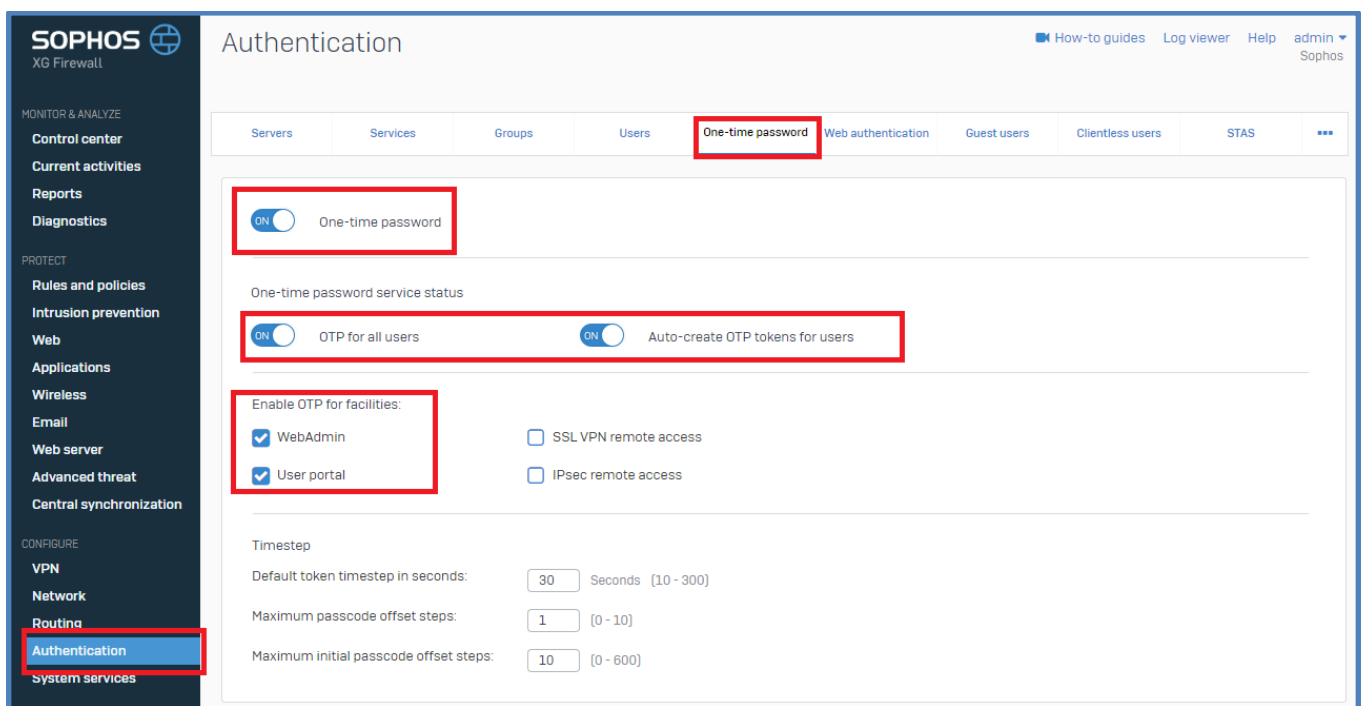 SOPHOS
XG Firewall
Authentication
How-to guides Log viewer Help admin
Sophos
MONITOR & ANALYZE
Control center
Current activities
Reports
Diagnostics
PROTECT
Rules and policies
Intrusion prevention
Web
Applications
Wireless
Email
Web server
Advanced threat
Central synchronization
CONFIGURE
VPN
Network
Routing
Authentication
System services
Servers Services Groups Users One-time password Web authentication Guest users Clientless users STAS
ON One-time password
One-time password service status
ON OTP for all users ON Auto-create OTP tokens for users
Enable OTP for facilities:
WebAdmin SSL VPN remote access
User portal IPsec remote access
Timestep
Default token timestep in seconds: 30 Seconds (10 - 300)
Maximum passcode offset steps: 1 (0 - 10)
Maximum initial passcode offset steps: 10 (0 - 600)